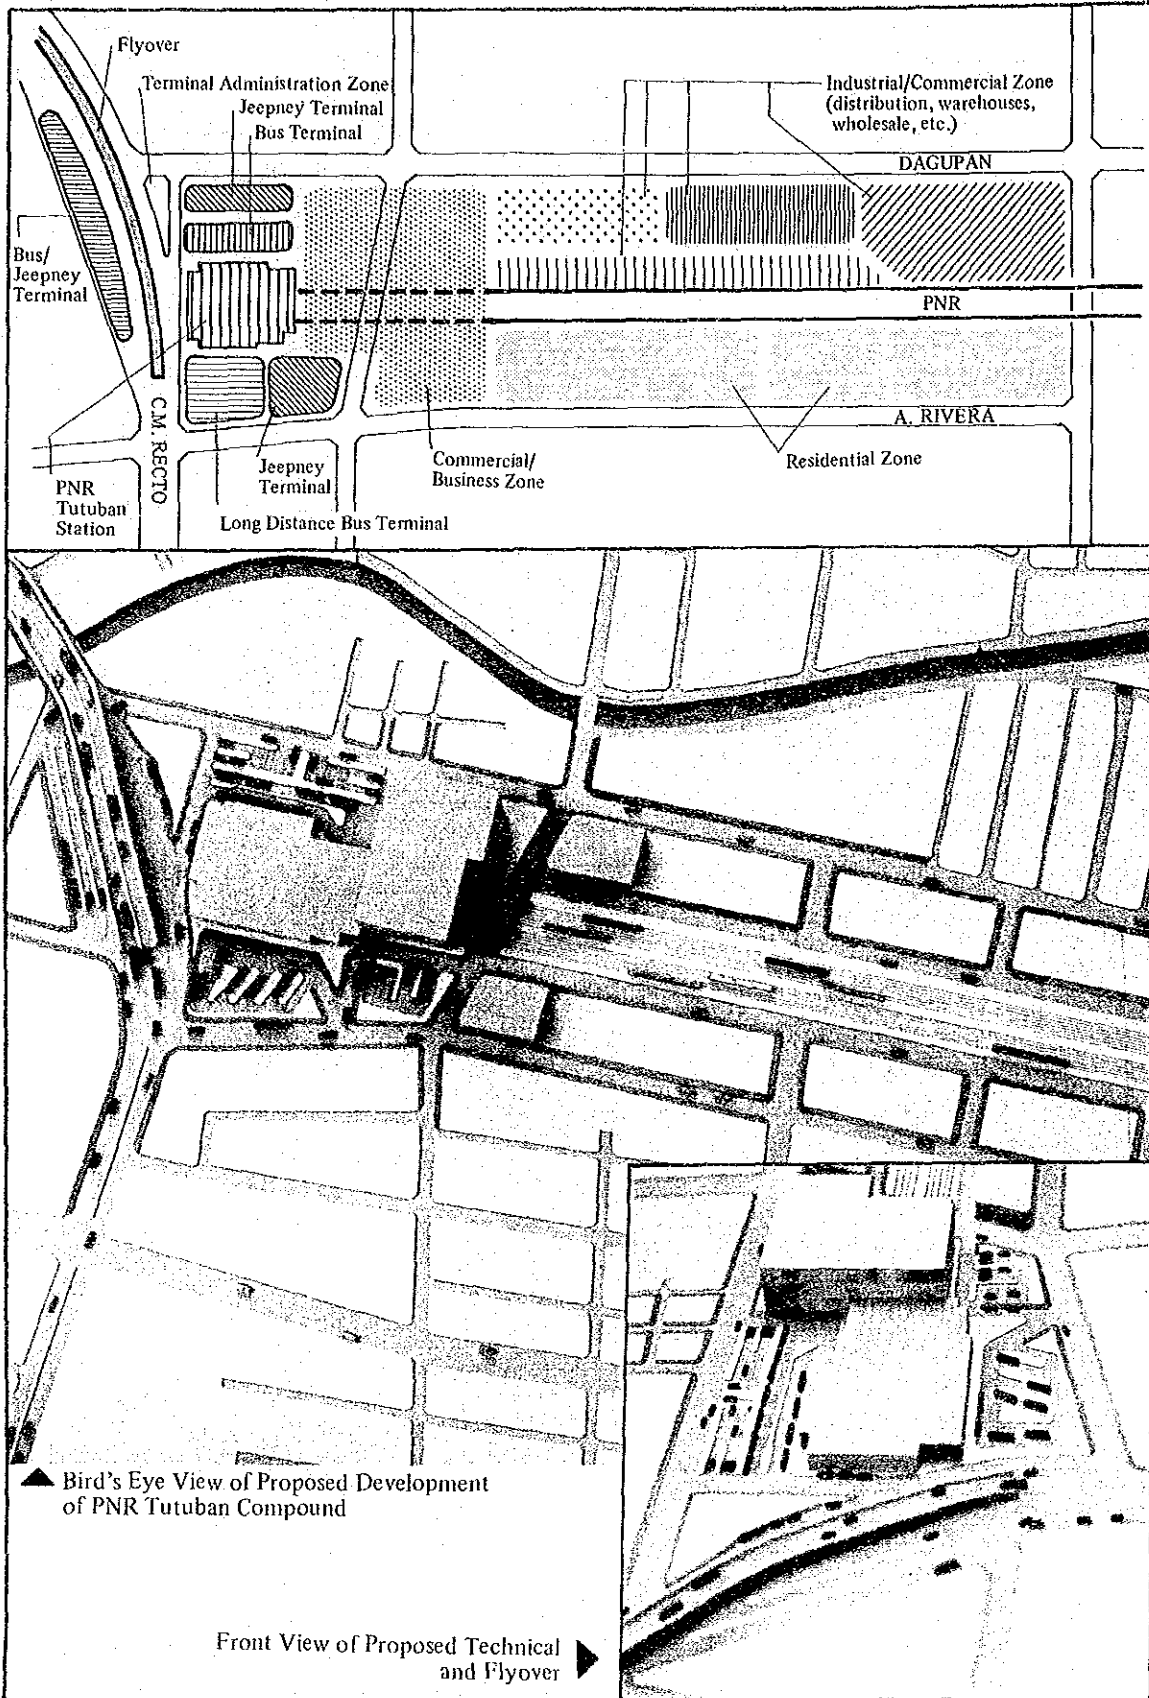 Flyover
Terminal Administration Zone
Jeepney Terminal
Bus Terminal
Industrial/Commercial Zone
(distribution, warehouses,
wholesale, etc.)
DAGUPAN
Bus/
Jeepney
Terminal
PNR
C.M. RECTO
A. RIVERA
PNR
Tutuban
Station
Jeepney
Terminal
Commercial/
Business Zone
Residential Zone
Long Distance Bus Terminal
Bird's Eye View of Proposed Development
of PNR Tutuban Compound
Front View of Proposed Technical
and Flyover